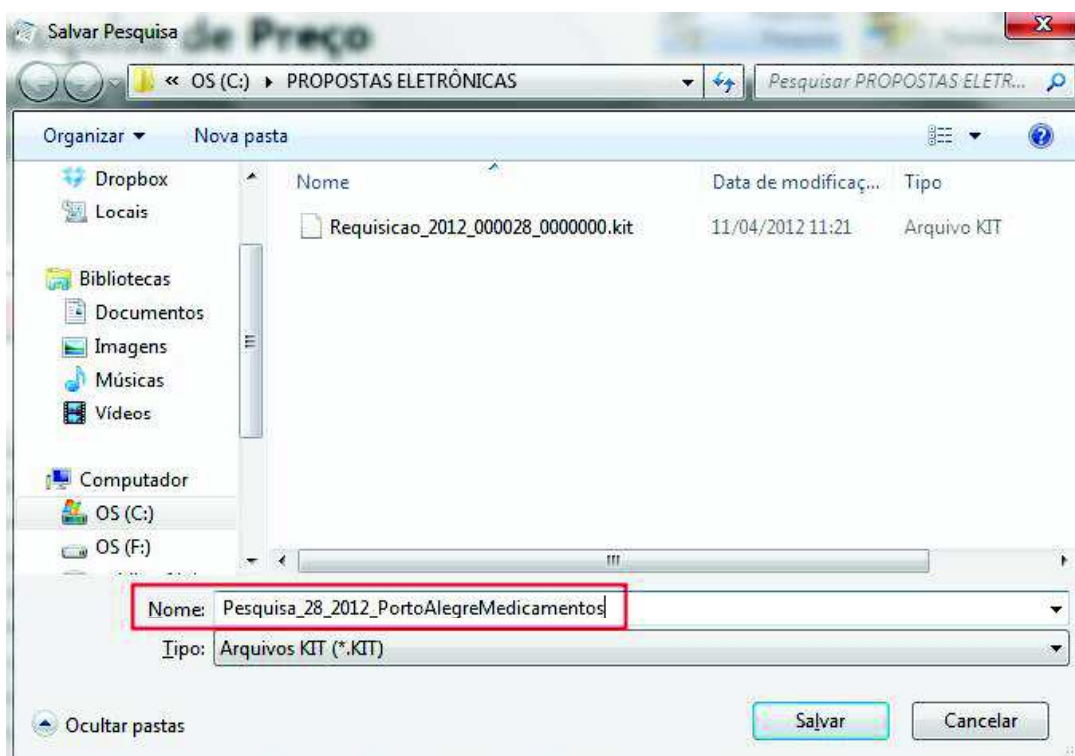 Salvar Pesquisa
de Preço
« OS (C:) ▸ PROPOSTAS ELETRÔNICAS
Pesquisar PROPOSTAS ELETR...
Organizar
Nova pasta
Dropbox
Locais
Bibliotecas
Documentos
Imagens
Músicas
Vídeos
Computador
OS (C:)
OS (F:)
Nome Data de modificaç... Tipo
Requisicao_2012_000028_0000000.kit 11/04/2012 11:21 Arquivo KIT
Nome: Pesquisa_28_2012_PortoAlegreMedicamentos
Tipo: Arquivos KIT (*.KIT)
Ocultar pastas
Salvar
Cancelar